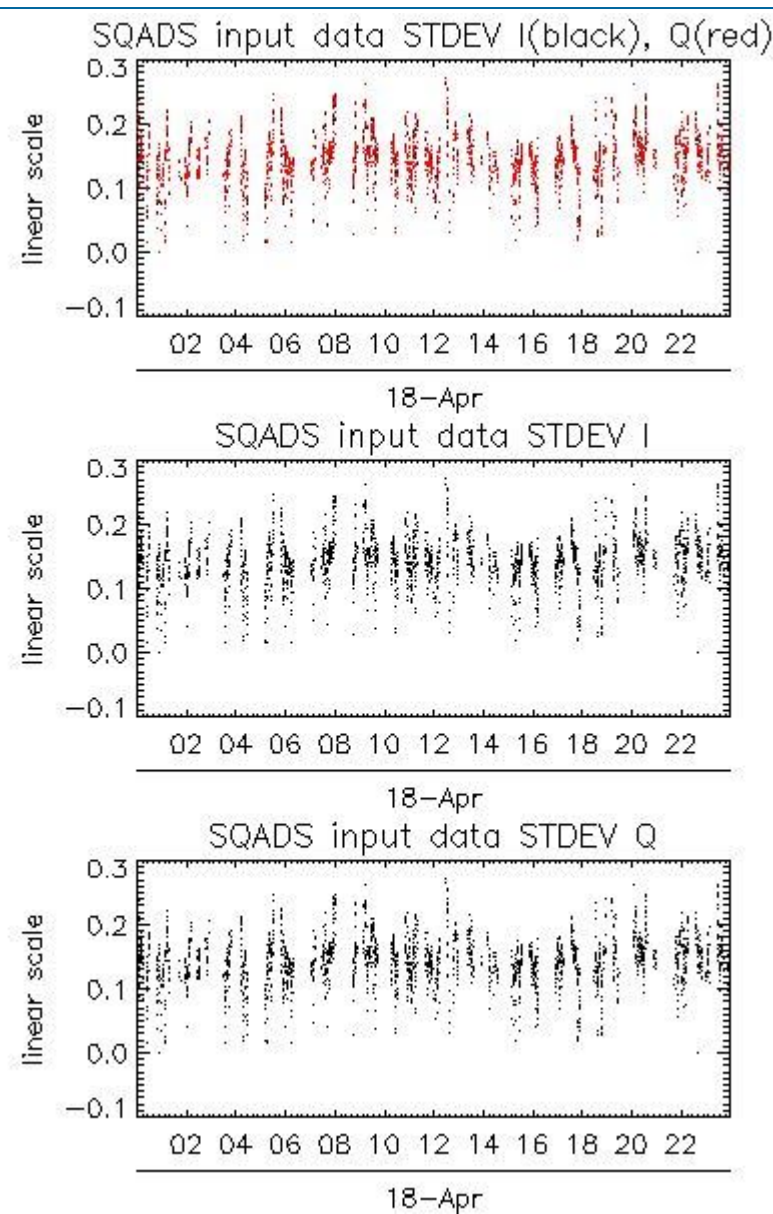 SQADS input data STDEV I(black), Q(red)
0.3
0.2
0.1
0.0
-0.1
linear scale
02 04 06 08 10 12 14 16 18 20 22
18-Apr
SQADS input data STDEV I
0.3
0.2
0.1
0.0
-0.1
linear scale
02 04 06 08 10 12 14 16 18 20 22
18-Apr
SQADS input data STDEV Q
0.3
0.2
0.1
0.0
-0.1
linear scale
02 04 06 08 10 12 14 16 18 20 22
18-Apr